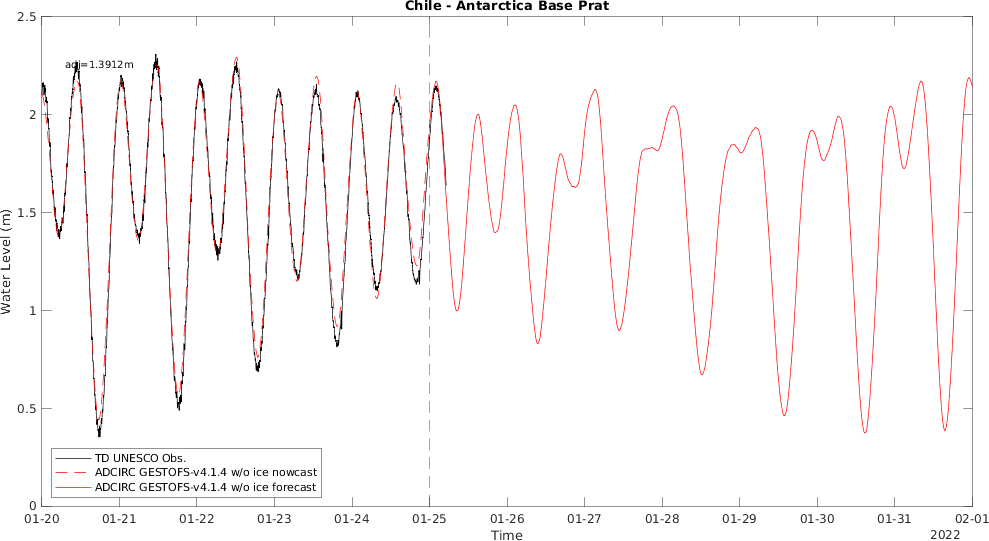 Chile - Antarctica Base Prat
2.5
adj=1.3912m
2
1.5
Water Level (m)
1
0.5
TD UNESCO Obs.
ADCIRC GESTOFS-v4.1.4 w/o ice nowcast
ADCIRC GESTOFS-v4.1.4 w/o ice forecast
0
01-20 01-21 01-22 01-23 01-24 01-25 01-26 01-27 01-28 01-29 01-30 01-31 02-01
Time 2022